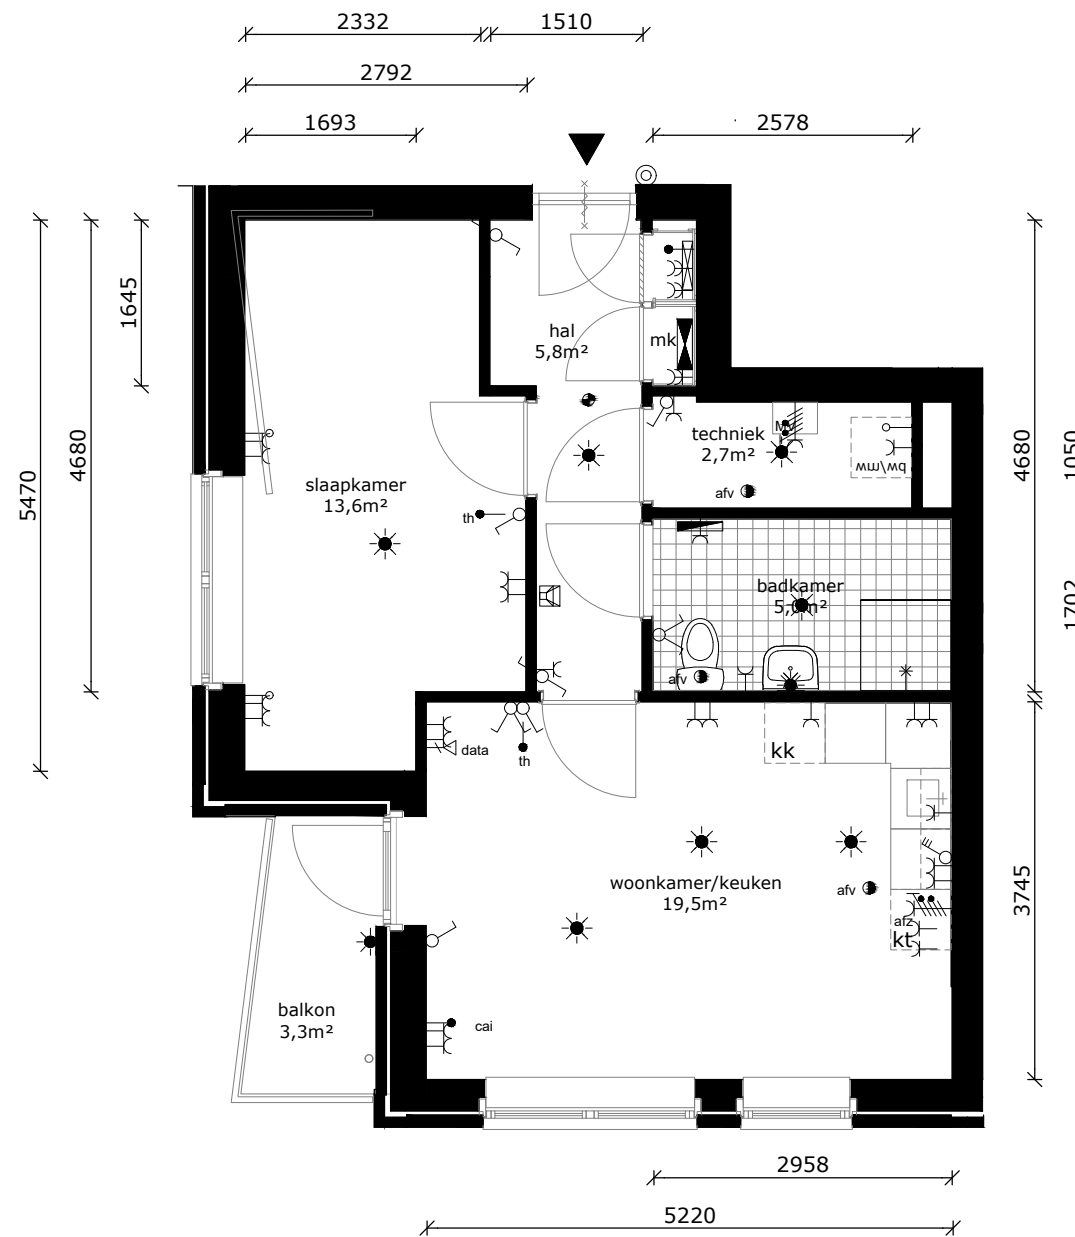 2332
1510
2792
1693
2578
1645
4680
5470
4680
1050
1702
3745
hal
5,8m²
mk
techniek
2,7m²
MV
wm/wd
afv
slaapkamer
13,6m²
th
badkamer
afv
data
th
kk
woonkamer/keuken
19,5m²
afv
afz
kt
balkon
3,3m²
cai
2958
5220